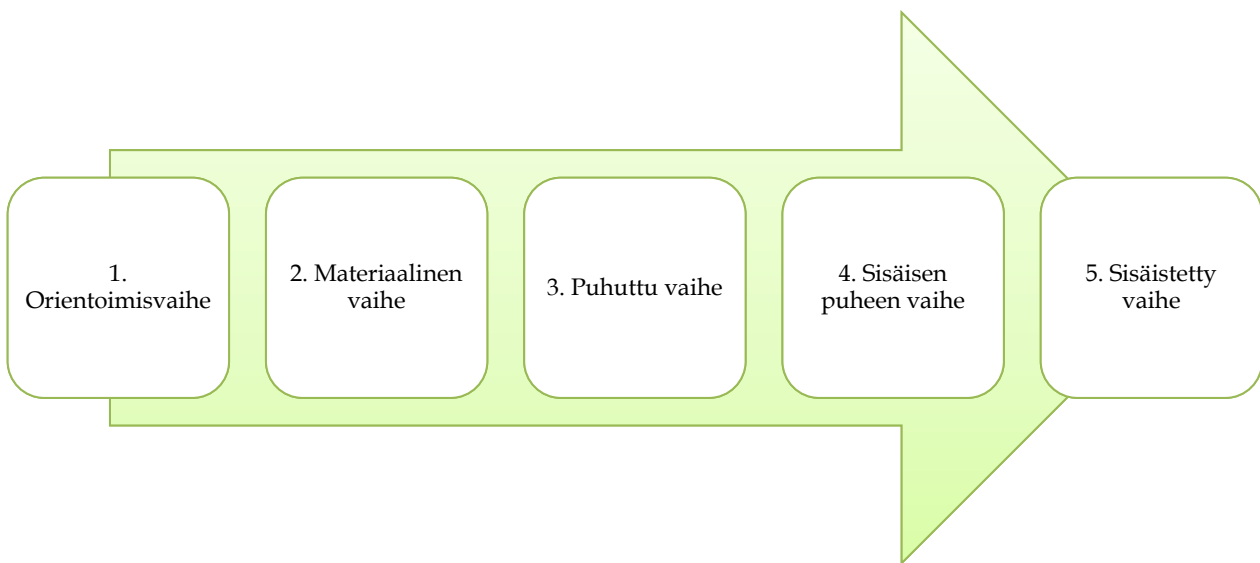 1.
Orientoimisvaihe
2. Materiaalinen
vaihe
3. Puhuttu vaihe
4. Sisäisen
puheen vaihe
5. Sisäistetty
vaihe